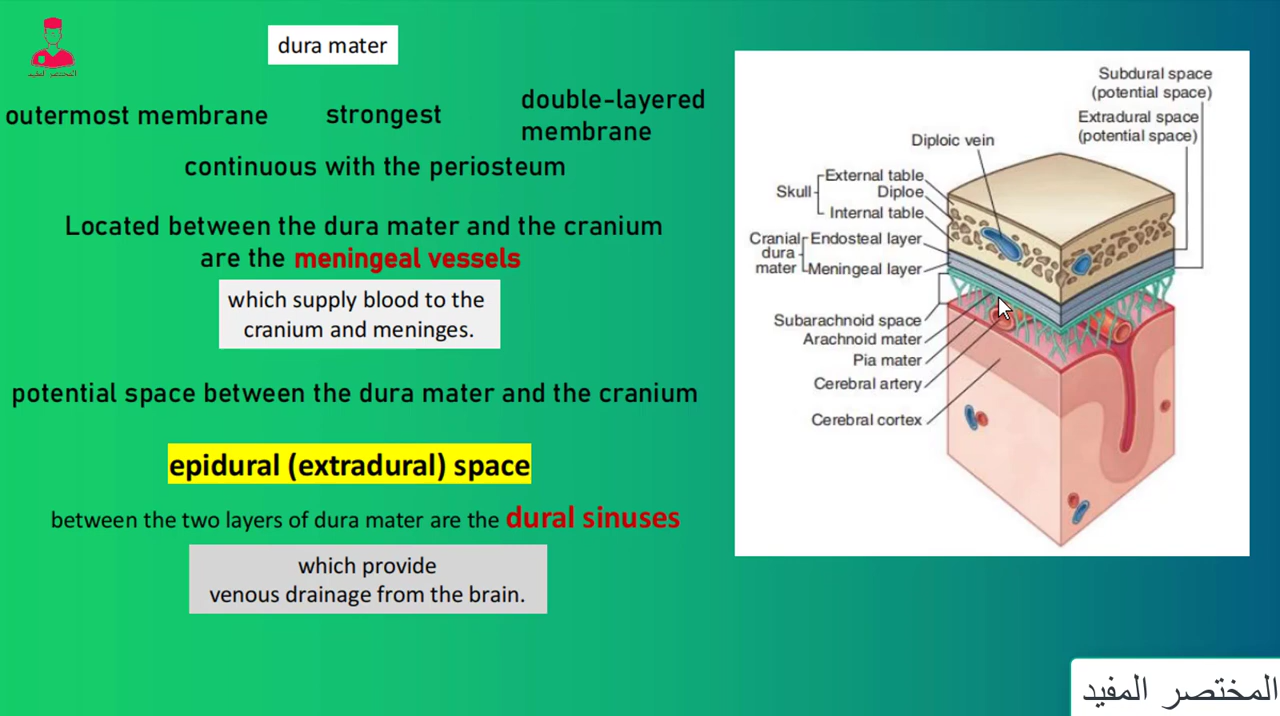 المختصر المفيد
dura mater
outermost membrane
strongest
double-layered
membrane
continuous with the periosteum
Located between the dura mater and the cranium
are the meningeal vessels
which supply blood to the
cranium and meninges.
potential space between the dura mater and the cranium
epidural (extradural) space
between the two layers of dura mater are the dural sinuses
which provide
venous drainage from the brain.
Subdural space
(potential space)
Extradural space
(potential space)
Diploic vein
Skull
External table
Diploe
Internal table
Cranial
dura
mater
Endosteal layer
Meningeal layer
Subarachnoid space
Arachnoid mater
Pia mater
Cerebral artery
Cerebral cortex
المختصر المفيد